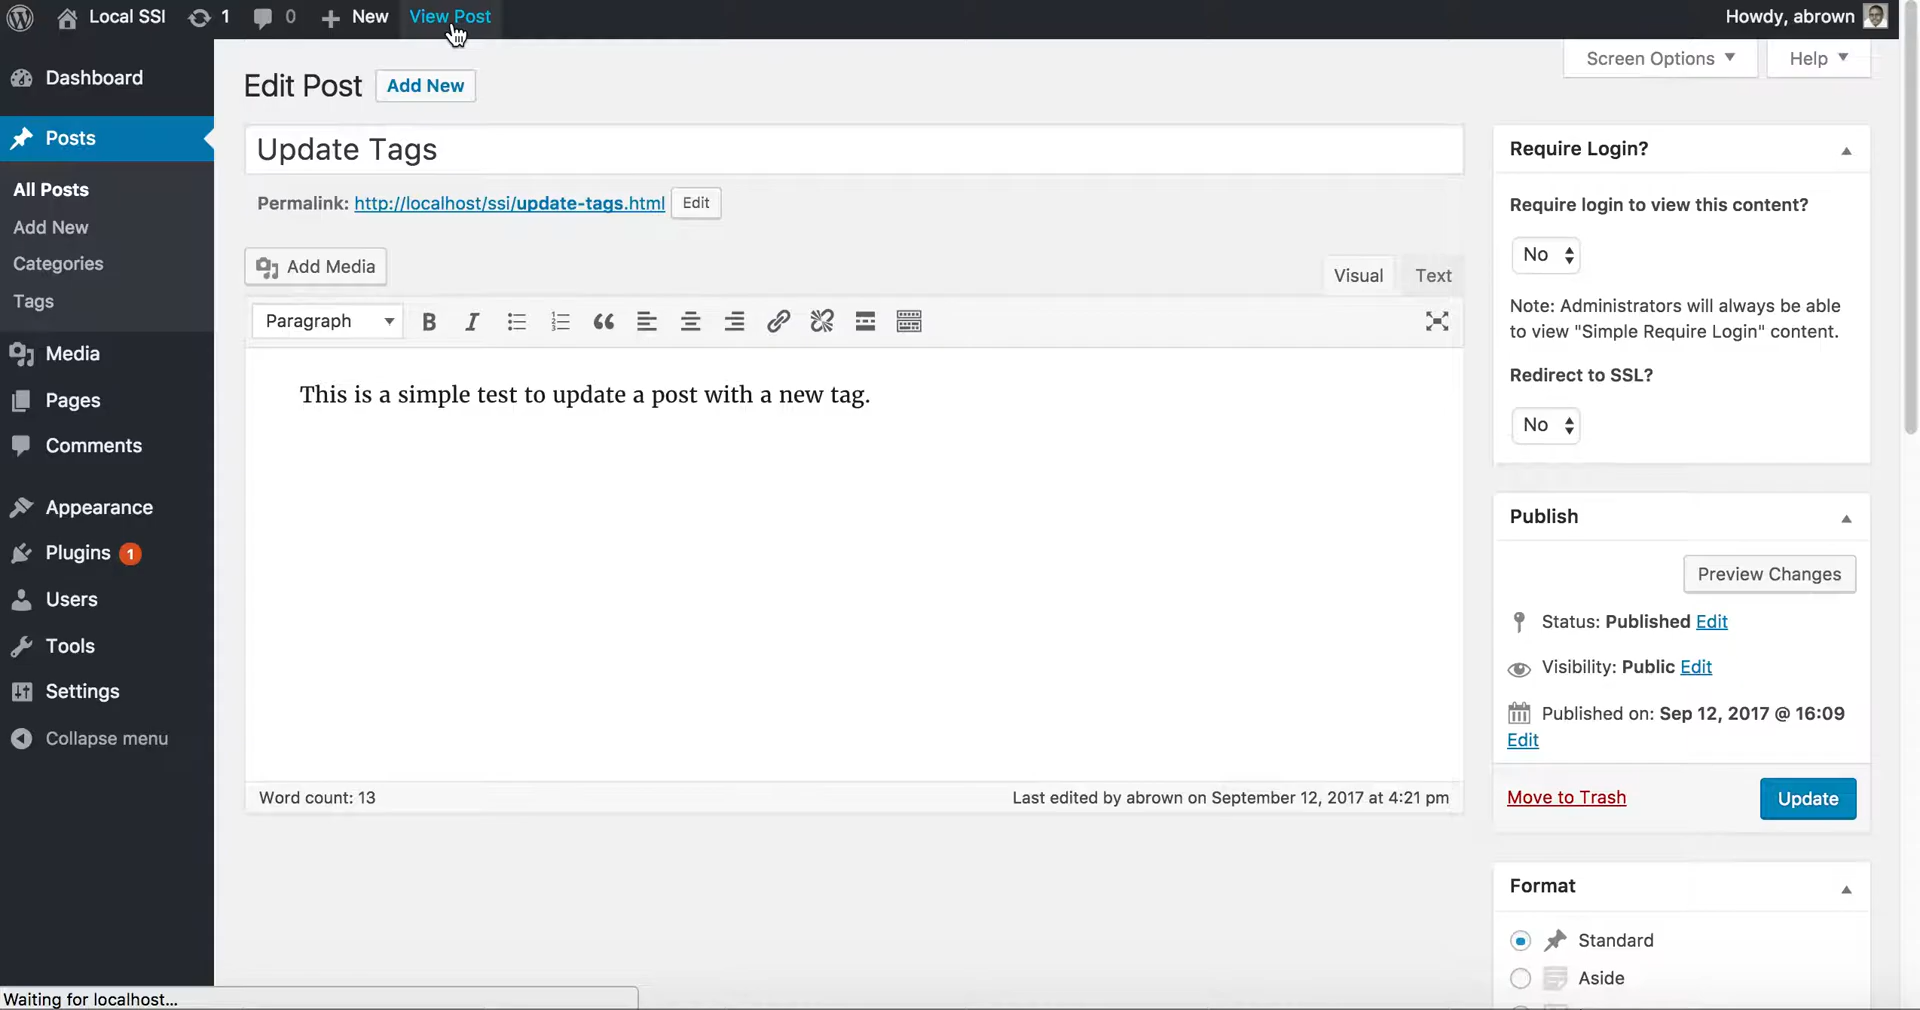 Local SSI 1 0 New View Post Howdy, abrown
Screen Options Help
Dashboard
Posts
All Posts
Add New
Categories
Tags
Media
Pages
Comments
Appearance
Plugins 1
Users
Tools
Settings
Collapse menu
Edit Post Add New
Update Tags
Permalink: http://localhost/ssi/update-tags.html Edit
Add Media
Visual Text
Paragraph
This is a simple test to update a post with a new tag.
Word count: 13 Last edited by abrown on September 12, 2017 at 4:21 pm
Require Login?
Require login to view this content?
No
Note: Administrators will always be able
to view "Simple Require Login" content.
Redirect to SSL?
No
Publish
Preview Changes
Status: Published Edit
Visibility: Public Edit
Published on: Sep 12, 2017 @ 16:09
Edit
Move to Trash Update
Format
Standard
Aside
Waiting for localhost...